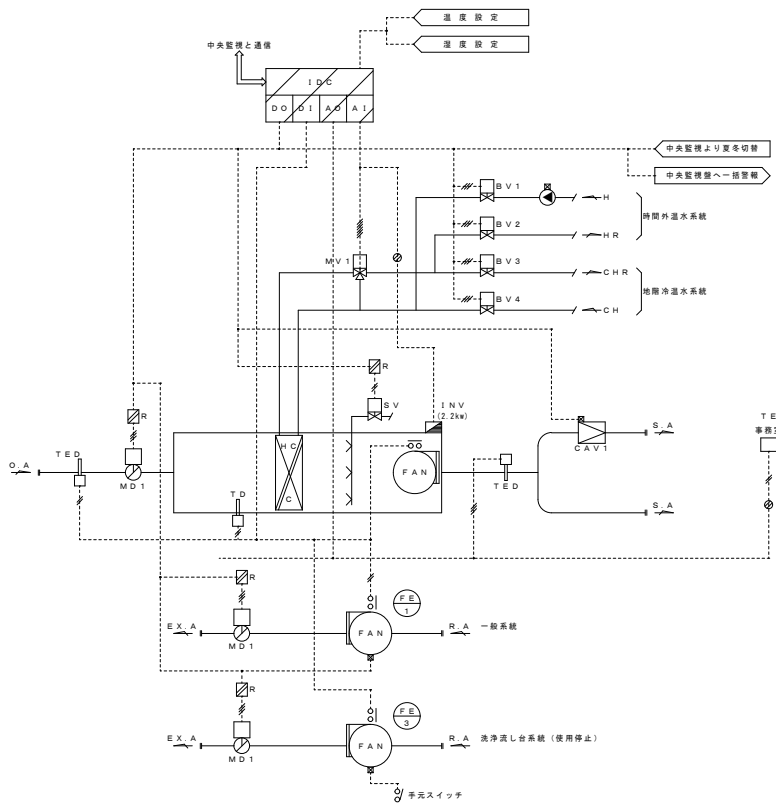 温 度 設 定
中央監視と通信
湿 度 設 定
IDC
DO DI AO AI
中央監視より夏冬切替
中央監視盤へ一括警報
BV1
H
時間外温水系統
BV2
HR
MV1
BV3
CHR
地階冷温水系統
BV4
CH
R
SV
INV
(2.2kw)
R
TED
MD1
O.A
HC
C
TD
FAN
TED
CAV1
S.A
S.A
TE
事務室
R
FE
1
EX.A
MD1
FAN
R.A 一般系統
R
FE
3
EX.A
MD1
FAN
R.A 洗浄流し台系統(使用停止)
手元スイッチ